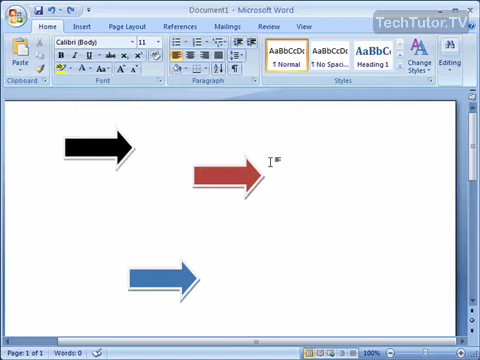 Document1 - Microsoft Word
TechTutor.TV
Home Insert Page Layout References Mailings Review View
Calibri (Body) 11
Paste
B I U abc
AaBbCcDc AaBbCcDc AaBbCc
¶ Normal ¶ No Spaci... Heading 1
Change Styles
Editing
Clipboard Font Paragraph Styles
Page: 1 of 1 Words: 0 100%